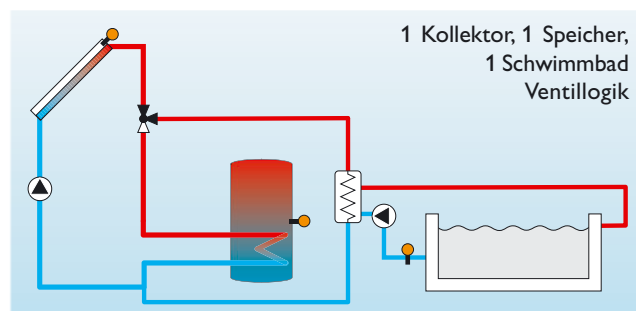 1 Kollektor, 1 Speicher,
1 Schwimmbad
Ventillogik